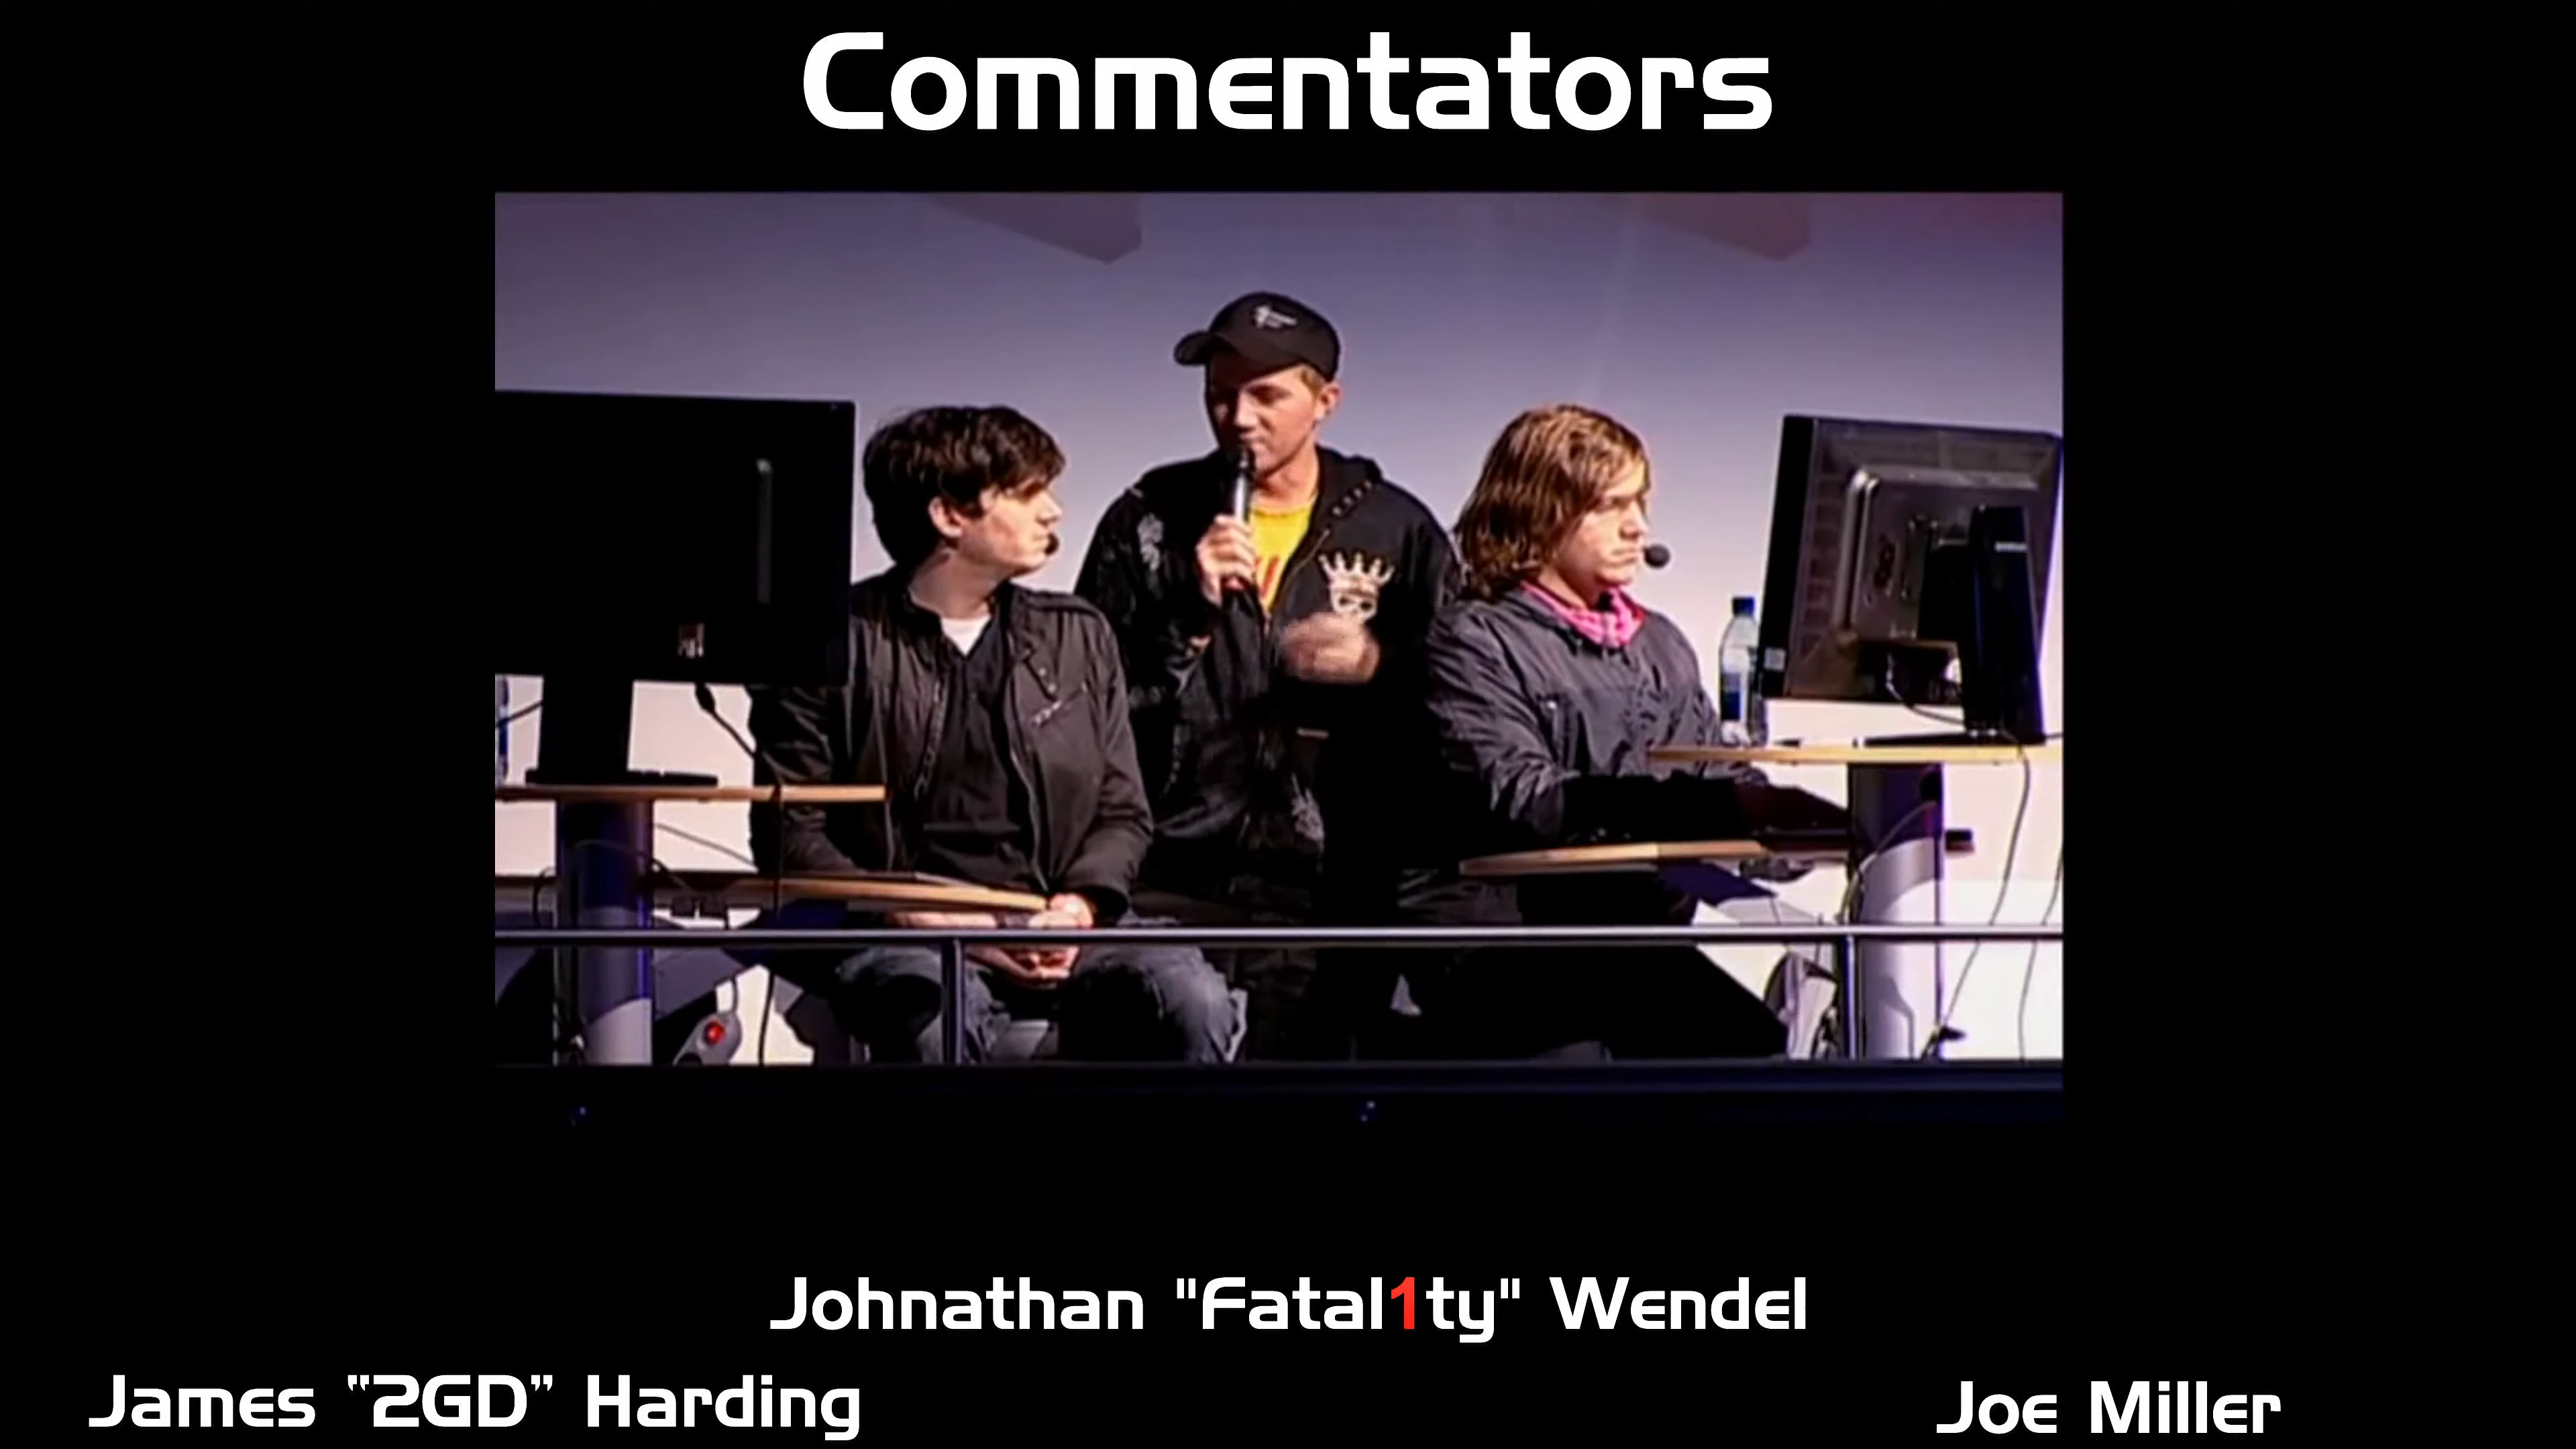 Commentators
Johnathan "Fatal1ty" Wendel
James “2GD” Harding
Joe Miller